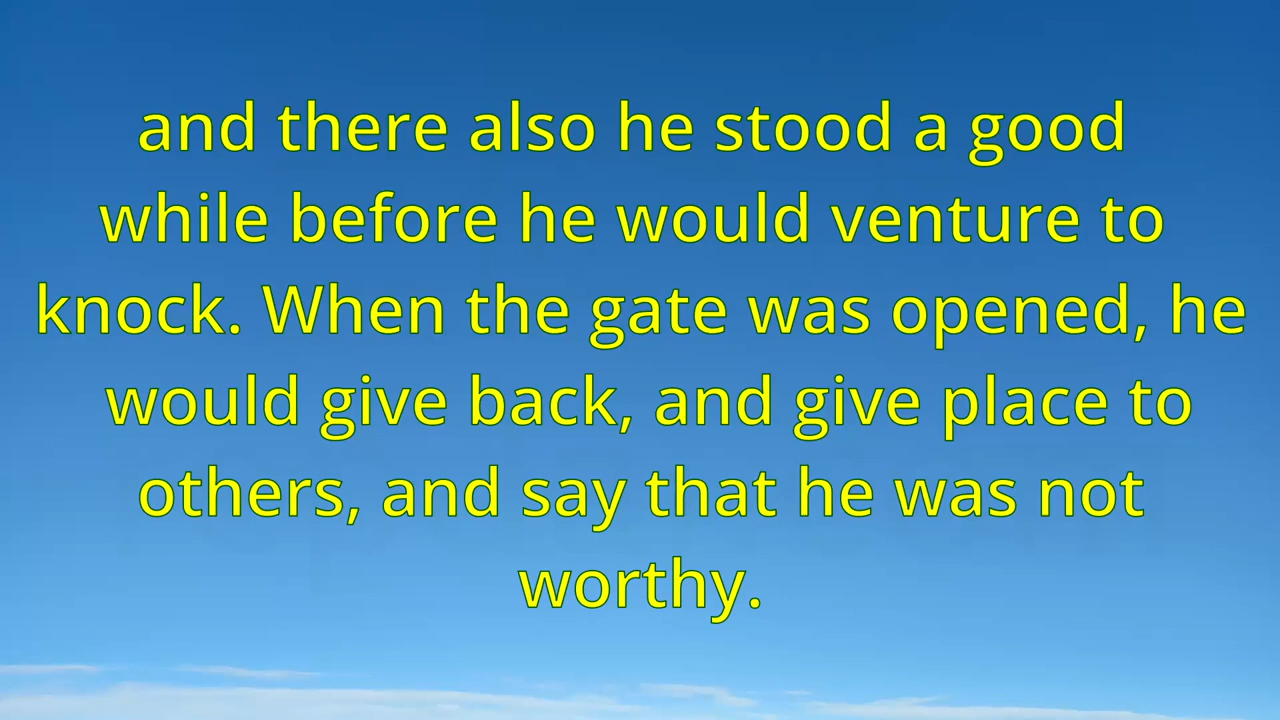 and there also he stood a good
while before he would venture to
knock. When the gate was opened, he
would give back, and give place to
others, and say that he was not
worthy.